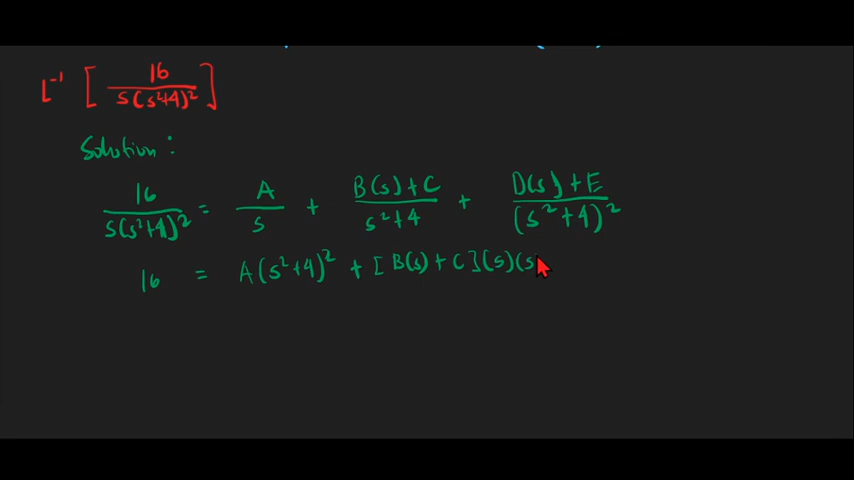 L⁻¹ [ 16 / s(s²+4)² ]
Solution:
16 / s(s²+4)² = A / s + B(s)+C / s²+4 + D(s)+E / (s²+4)²
16 = A(s²+4)² + [B(s)+C](s)(s